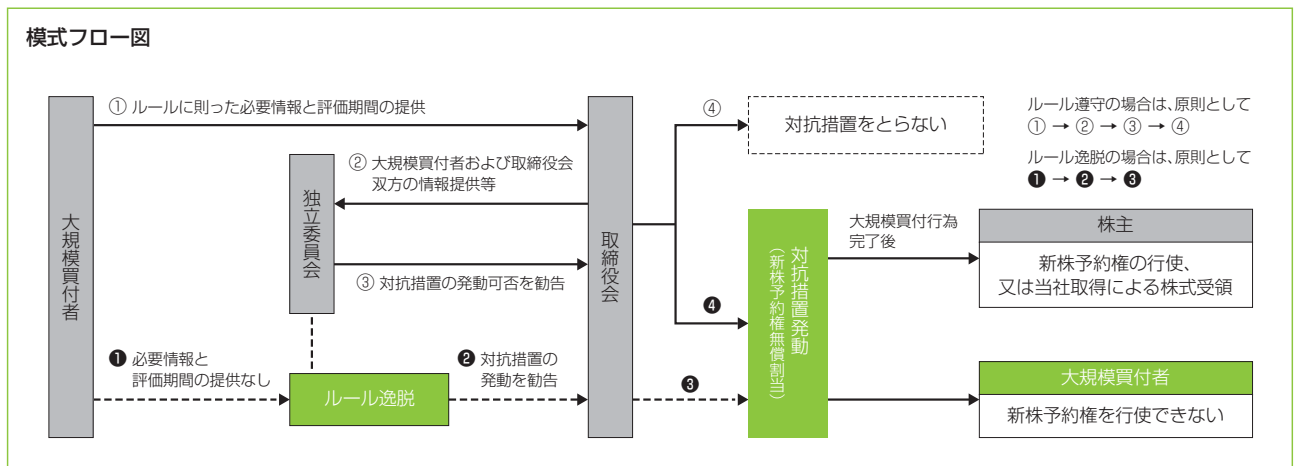 模式フロー図
① ルールに則った必要情報と評価期間の提供
② 大規模買付者および取締役会
双方の情報提供等
③ 対抗措置の発動可否を勧告
大規模買付者
独立委員会
取締役会
❶ 必要情報と
評価期間の提供なし
ルール逸脱
❷ 対抗措置の
発動を勧告
④
対抗措置をとらない
❹
❸
対抗措置発動
（新株予約権無償割当て）
大規模買付行為
完了後
ルール遵守の場合は、原則として
① → ② → ③ → ④
ルール逸脱の場合は、原則として
❶ → ❷ → ❸
株主
新株予約権の行使、
又は当社取得による株式受領
大規模買付者
新株予約権を行使できない